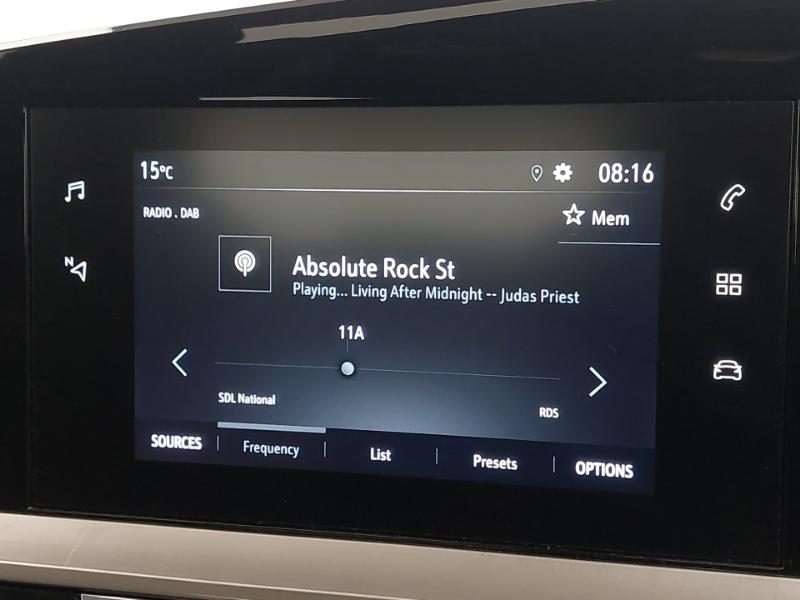 15°C 08:16
RADIO . DAB
Mem
Absolute Rock St
Playing... Living After Midnight -- Judas Priest
11A
SDL National
RDS
SOURCES Frequency List Presets OPTIONS
N